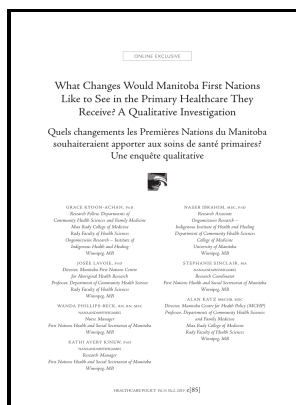 ONLINE EXCLUSIVE
What Changes Would Manitoba First Nations
Like to See in the Primary Healthcare They
Receive? A Qualitative Investigation
Quels changements les Premières Nations du Manitoba
souhaiteraient apporter aux soins de santé primaires?
Une enquête qualitative
GRACE KYOON-ACHAN, PhD
Research Fellow, Departments of
Community Health Sciences and Family Medicine
Max Rady College of Medicine
Rady Faculty of Health Sciences
Ongomiizwin Research – Institute of
Indigenous Health and Healing
Winnipeg, MB
JOSÉE LAVOIE, PhD
Director, Manitoba First Nations Centre
for Aboriginal Health Research
Professor, Department of Community Health Science
Rady Faculty of Health Sciences
Winnipeg, MB
WANDA PHILLIPS-BECK, RN, BN, MSc
NANAANDAWEWIGAMIG
Nurse Manager
First Nations Health and Social Secretariat of Manitoba
Winnipeg, MB
KATHI AVERY KINEW, PhD
NANAANDAWEWIGAMIG
Research Manager
First Nations Health and Social Secretariat of Manitoba
Winnipeg, MB
NASER IBRAHIM, MSC, PhD
Research Associate
Ongomiizwin Research –
Indigenous Institute of Health and Healing
Department of Community Health Sciences
College of Medicine
University of Manitoba
Winnipeg, MB
STEPHANIE SINCLAIR, MA
NANAANDAWEWIGAMIG
Research Coordinator
First Nations Health and Social Secretariat of Manitoba
Winnipeg, MB
ALAN KATZ
Director, Manitoba Centre for Health Policy (MCHP)
Professor, Departments of Community Health Sciences
and Family Medicine
Max Rady College of Medicine
Rady Faculty of Health Sciences
Winnipeg, MB
HEALTHCARE POLICY Vol.15 No.2, 2019 e[85]